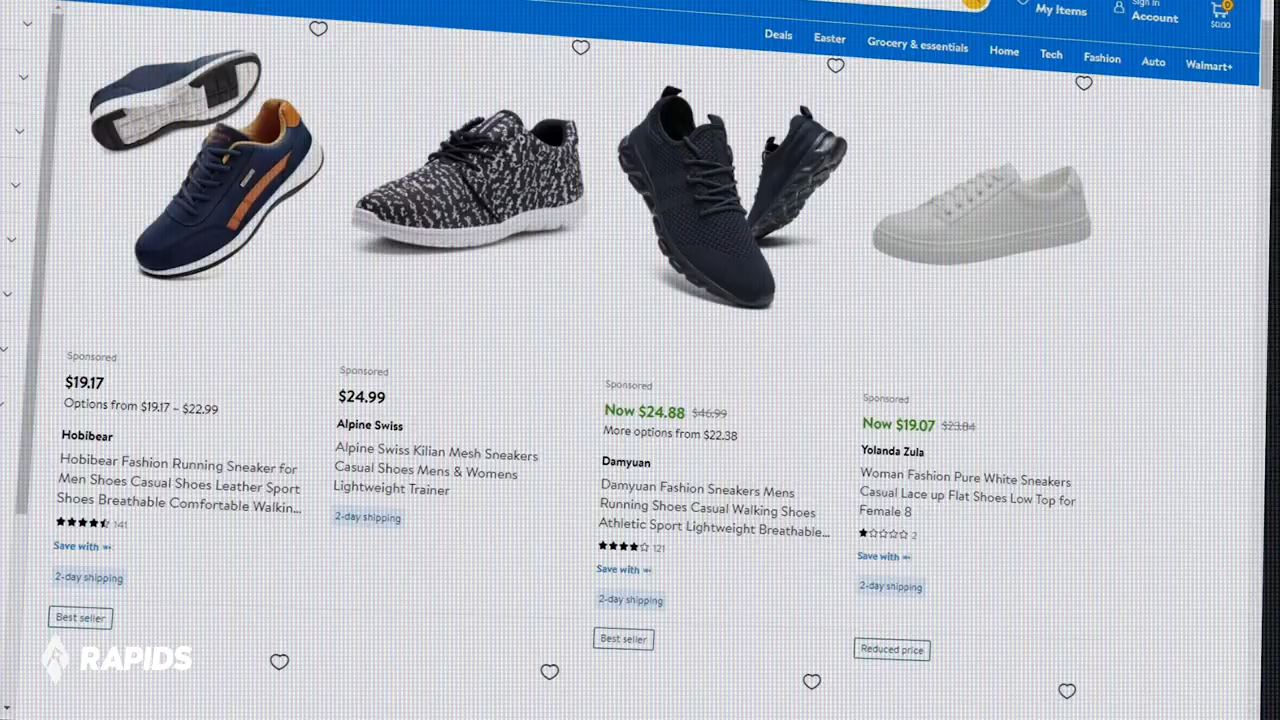 Sign In
My Items
Account
0
$0.00
Deals
Easter
Grocery & essentials
Home
Tech
Fashion
Auto
Walmart+
Sponsored
$19.17
Options from $19.17 – $22.99
Hobibear
Hobibear Fashion Running Sneaker for
Men Shoes Casual Shoes Leather Sport
Shoes Breathable Comfortable Walkin...
141
Save with W+
2-day shipping
Best seller
Sponsored
$24.99
Alpine Swiss
Alpine Swiss Kilian Mesh Sneakers
Casual Shoes Mens & Womens
Lightweight Trainer
2-day shipping
Sponsored
Now $24.88 $46.99
More options from $22.38
Damyuan
Damyuan Fashion Sneakers Mens
Running Shoes Casual Walking Shoes
Athletic Sport Lightweight Breathable...
121
Save with W+
2-day shipping
Best seller
Sponsored
Now $19.07 $23.84
Yolanda Zula
Woman Fashion Pure White Sneakers
Casual Lace up Flat Shoes Low Top for
Female 8
2
Save with W+
2-day shipping
Reduced price
RAPIDS